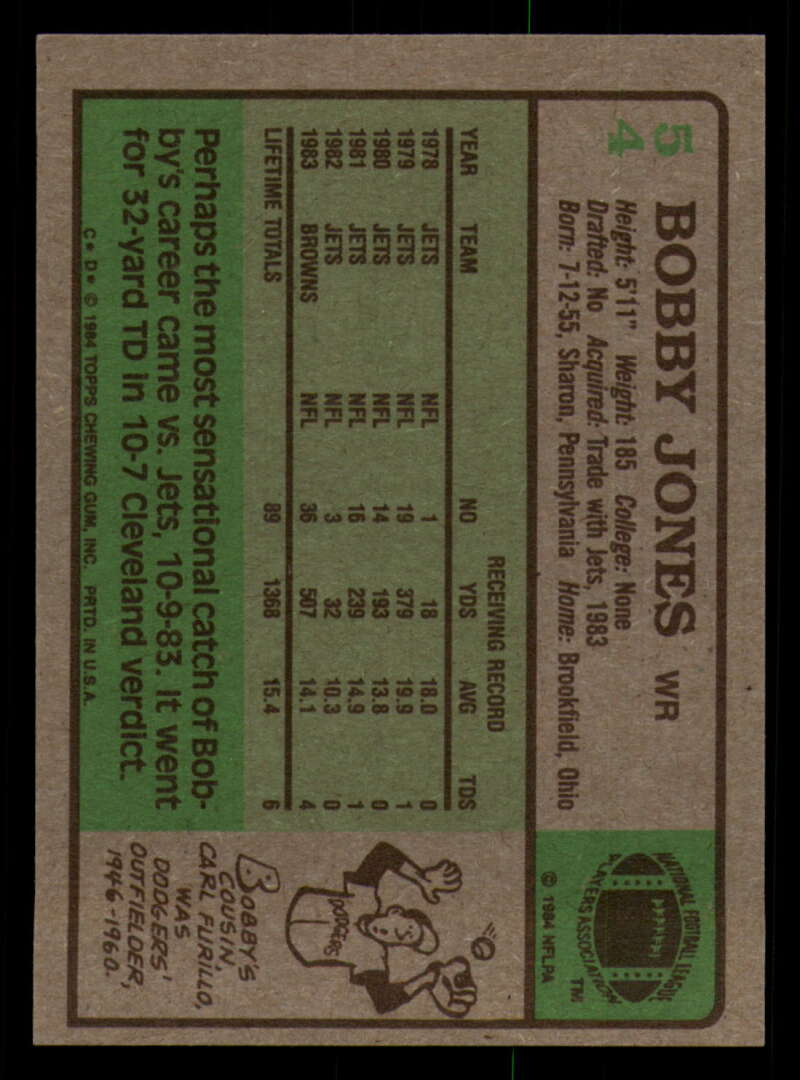 54
BOBBY JONES WR
Height: 5'11" Weight: 185 College: None
Drafted: No Acquired: Trade with Jets, 1983
Born: 7-12-55, Sharon, Pennsylvania Home: Brookfield, Ohio
NATIONAL FOOTBALL LEAGUE
PLAYERS ASSOCIATION
TM
© 1984 NFLPA
RECEIVING RECORD
YEAR TEAM NO YDS AVG TDS
1978 JETS NFL 1 18 18.0 0
1979 JETS NFL 19 379 19.9 1
1980 JETS NFL 14 193 13.8 0
1981 JETS NFL 16 239 14.9 1
1982 JETS NFL 3 32 10.3 0
1983 BROWNS NFL 36 507 14.1 4
LIFETIME TOTALS 89 1368 15.4 6
Perhaps the most sensational catch of Bob-
by's career came vs. Jets, 10-9-83. It went
for 32-yard TD in 10-7 Cleveland verdict.
C* D* © 1984 TOPPS CHEWING GUM, INC. PRTD. IN U.S.A.
DODGERS
BOBBY'S
COUSIN,
CARL FURILLO,
WAS
DODGERS'
OUTFIELDER,
1946-1960.